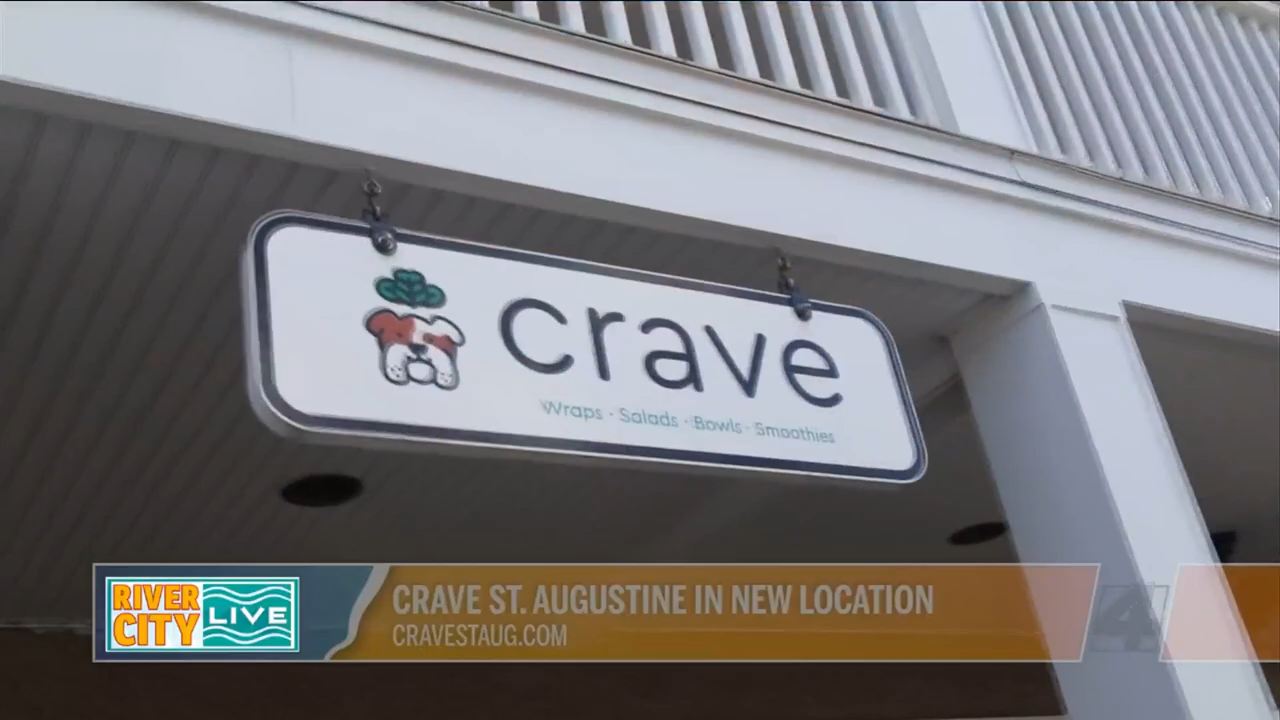 crave
Wraps · Salads · Bowls · Smoothies
RIVER
CITY
LIVE
CRAVE ST. AUGUSTINE IN NEW LOCATION
CRAVESTAUG.COM
4